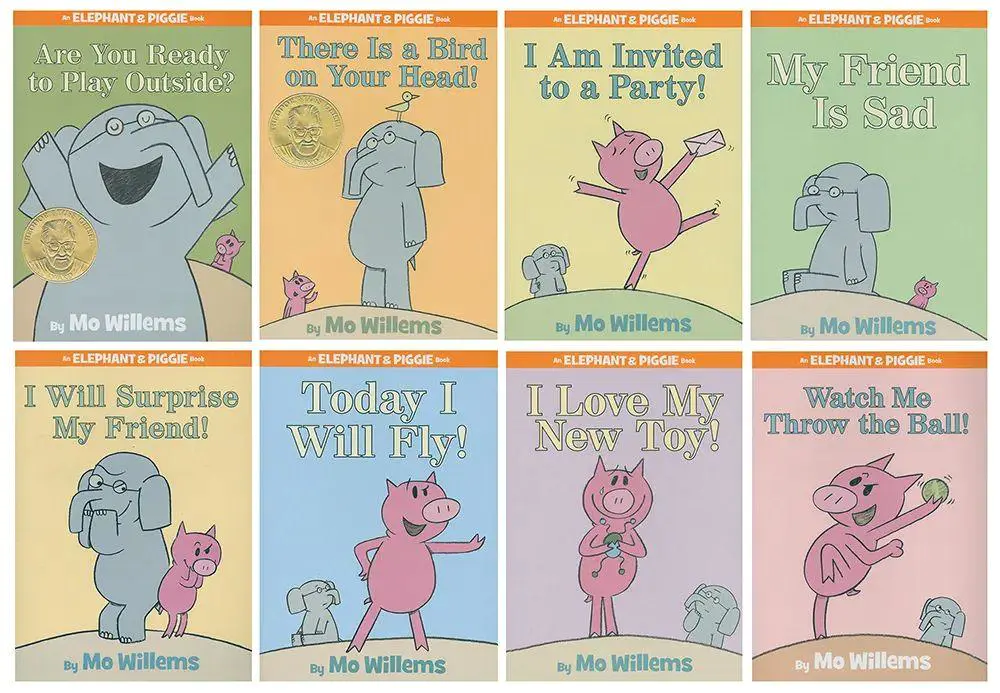 An ELEPHANT & PIGGIE Book
Are You Ready
to Play Outside?
By Mo Willems
An ELEPHANT & PIGGIE Book
There Is a Bird
on Your Head!
By Mo Willems
An ELEPHANT & PIGGIE Book
I Am Invited
to a Party!
By Mo Willems
An ELEPHANT & PIGGIE Book
My Friend
Is Sad
By Mo Willems
An ELEPHANT & PIGGIE Book
I Will Surprise
My Friend!
By Mo Willems
An ELEPHANT & PIGGIE Book
Today I
Will Fly!
By Mo Willems
An ELEPHANT & PIGGIE Book
I Love My
New Toy!
By Mo Willems
An ELEPHANT & PIGGIE Book
Watch Me
Throw the Ball!
By Mo Willems